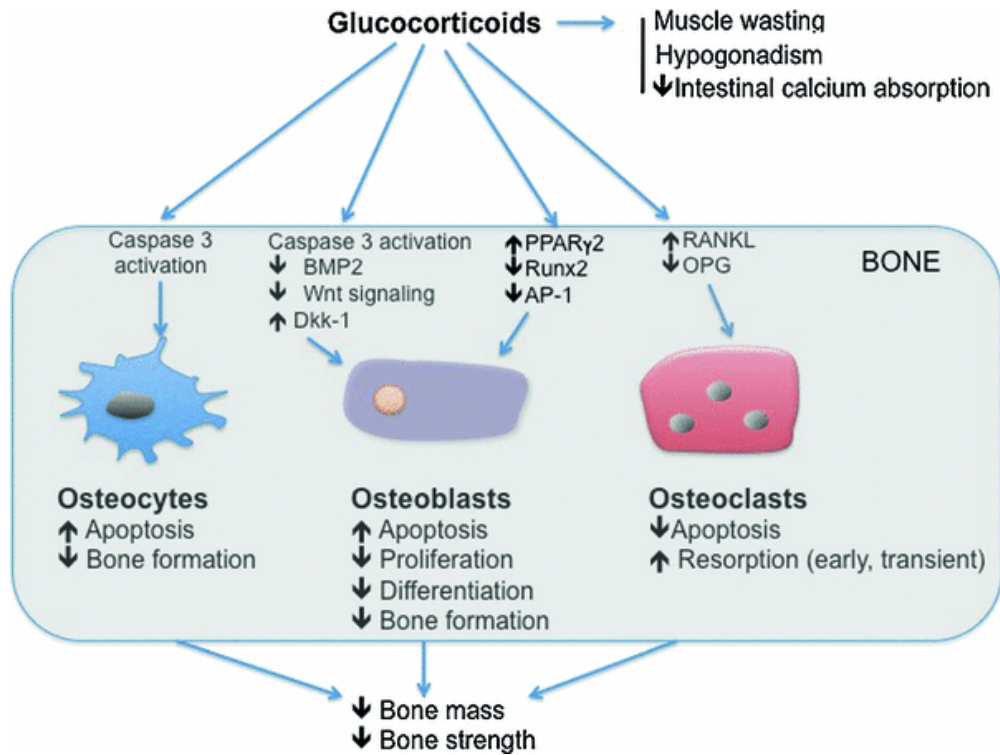 Glucocorticoids
Muscle wasting
Hypogonadism
↓Intestinal calcium absorption
BONE
Caspase 3
activation
Caspase 3 activation
↓ BMP2
↓ Wnt signaling
↑ Dkk-1
↑PPARγ2
↓Runx2
↓AP-1
↑RANKL
↓OPG
Osteocytes
↑ Apoptosis
↓ Bone formation
Osteoblasts
↑ Apoptosis
↓ Proliferation
↓ Differentiation
↓ Bone formation
Osteoclasts
↓Apoptosis
↑ Resorption (early, transient)
↓ Bone mass
↓ Bone strength